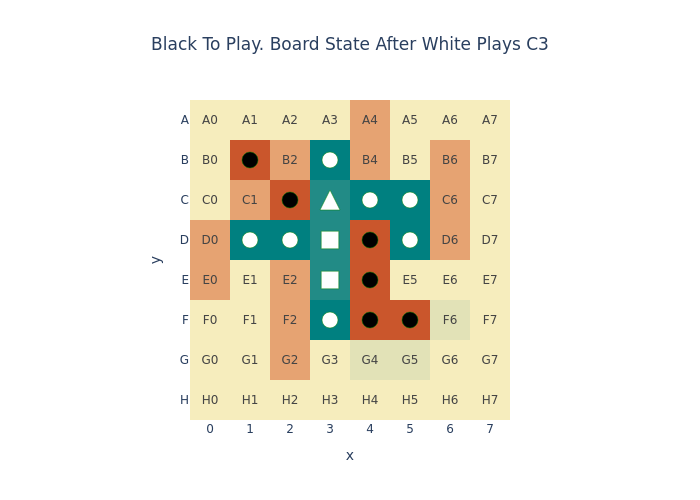 Black To Play. Board State After White Plays C3
A A0 A1 A2 A3 A4 A5 A6 A7
B B0 B2 B4 B5 B6 B7
C C0 C1 C6 C7
D D0 D6 D7
y
E E0 E1 E2 E5 E6 E7
F F0 F1 F2 F6 F7
G G0 G1 G2 G3 G4 G5 G6 G7
H H0 H1 H2 H3 H4 H5 H6 H7
0 1 2 3 4 5 6 7
x